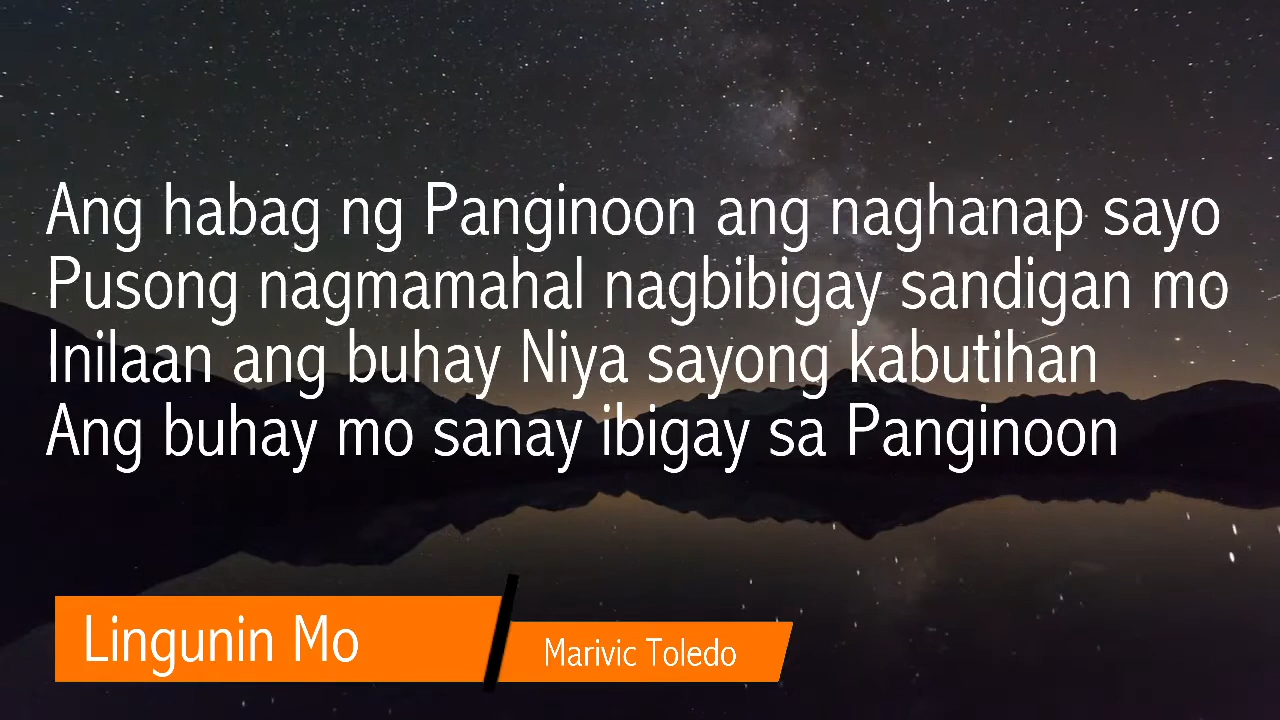 Ang habag ng Panginoon ang naghanap sayo
Pusong nagmamahal nagbibigay sandigan mo
Inilaan ang buhay Niya sayong kabutihan
Ang buhay mo sanay ibigay sa Panginoon
Lingunin Mo
Marivic Toledo